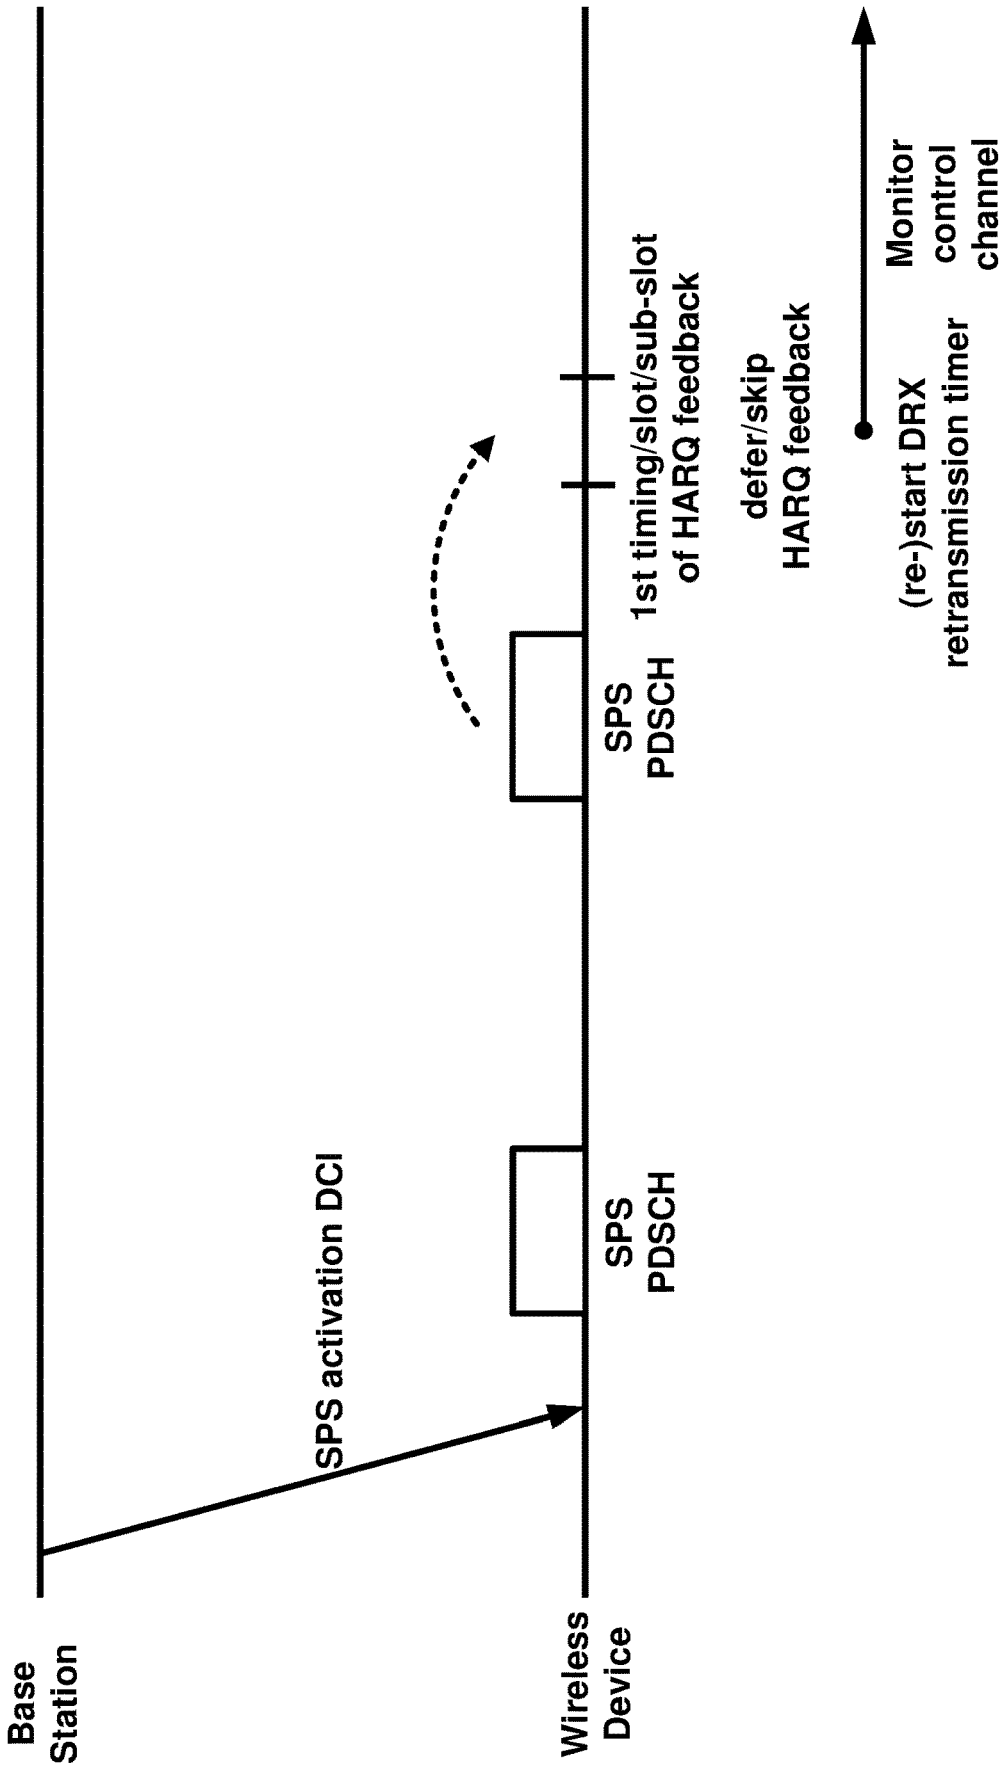 Base
Station
SPS activation DCI
Wireless
Device
SPS
PDSCH
SPS
PDSCH
1st timing/slot/sub-slot
of HARQ feedback
defer/skip
HARQ feedback
(re-)start DRX
retransmission timer
Monitor
control
channel